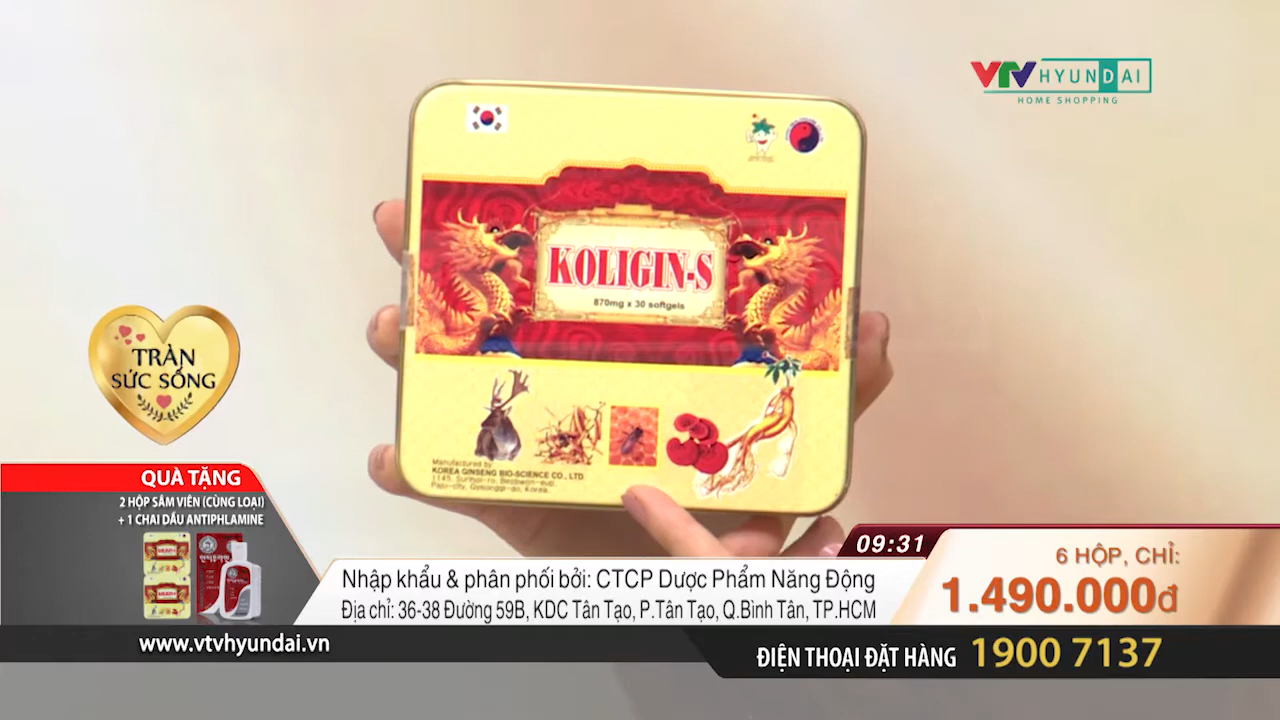 VTV HYUNDAI
HOME SHOPPING
KOLIGIN-S
870mg x 30 softgels
Manufactured by
KOREA GINSENG BIO-SCIENCE CO., LTD
TRÀN
SỨC SỐNG
QUÀ TẶNG
2 HỘP SÂM VIÊN (CÙNG LOẠI)
+ 1 CHAI DẦU ANTIPHLAMINE
09:31
6 HỘP, CHỈ:
1.490.000đ
Nhập khẩu & phân phối bởi: CTCP Dược Phẩm Năng Động
Địa chỉ: 36-38 Đường 59B, KDC Tân Tạo, P.Tân Tạo, Q.Bình Tân, TP.HCM
www.vtvhyundai.vn
ĐIỆN THOẠI ĐẶT HÀNG 1900 7137